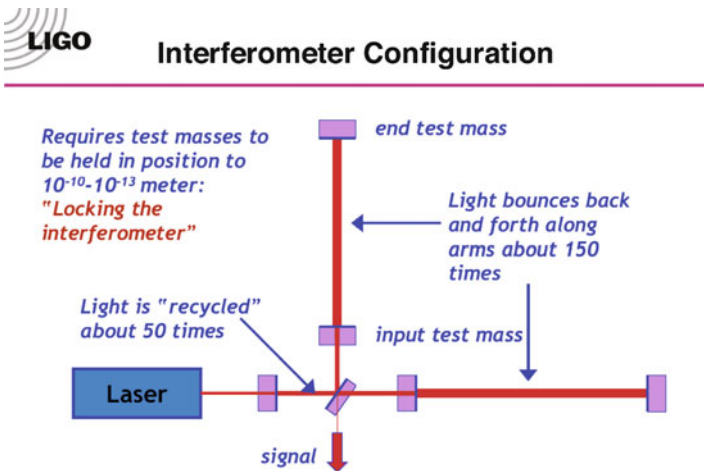 LIGO
Interferometer Configuration
Requires test masses to
be held in position to
10⁻¹⁰-10⁻¹³ meter:
"Locking the
interferometer"
end test mass
Light bounces back
and forth along
arms about 150
times
Light is "recycled"
about 50 times
input test mass
Laser
signal